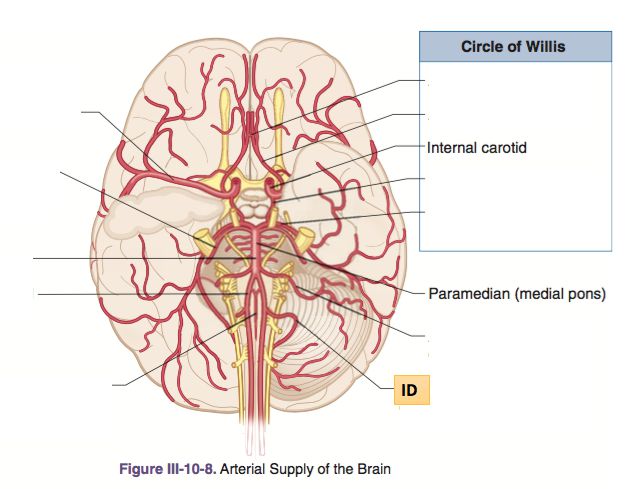 Circle of Willis
Internal carotid
Paramedian (medial pons)
ID
Figure III-10-8. Arterial Supply of the Brain